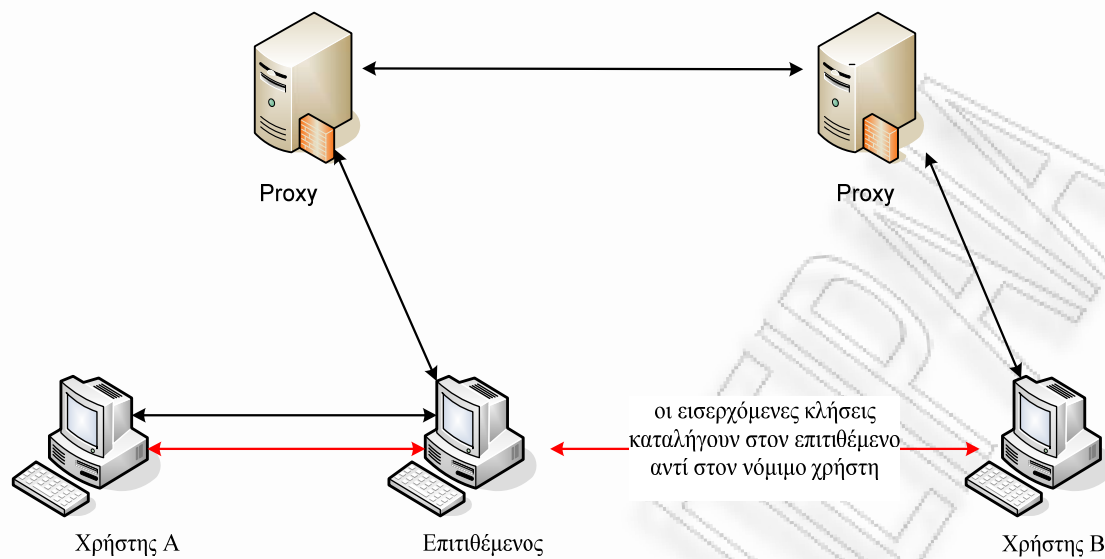 Proxy
Proxy
οι εισερχόμενες κλήσεις
καταλήγουν στον επιτιθέμενο
αντί στον νόμιμο χρήστη
Χρήστης Α
Επιτιθέμενος
Χρήστης Β